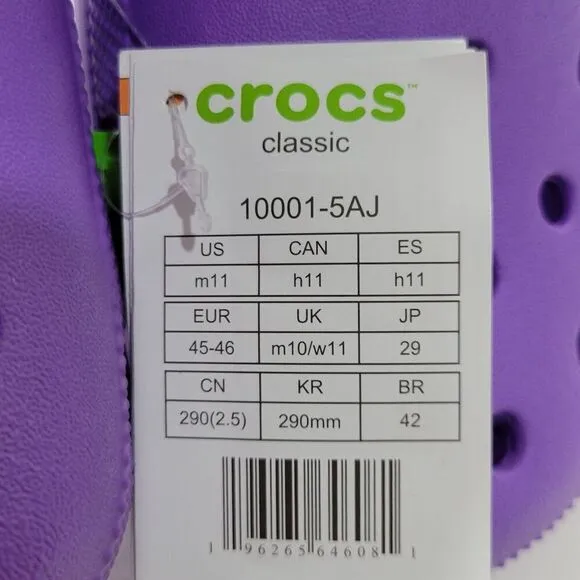 crocs™
classic
10001-5AJ
US CAN ES
m11 h11 h11
EUR UK JP
45-46 m10/w11 29
CN KR BR
290(2.5) 290mm 42
1 96265 64608 1